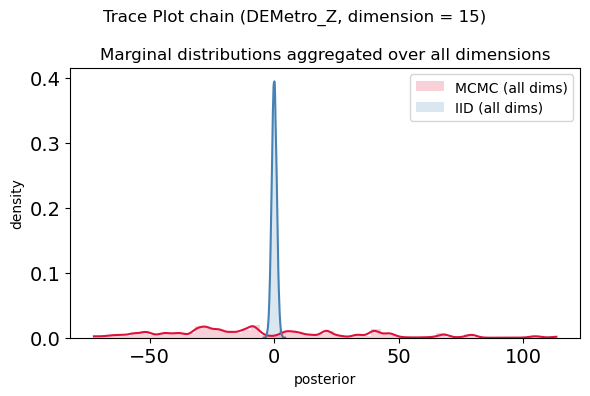 Trace Plot chain (DEMetro_Z, dimension = 15)
Marginal distributions aggregated over all dimensions
MCMC (all dims)
IID (all dims)
density
0.4
0.3
0.2
0.1
0.0
−50
0
50
100
posterior